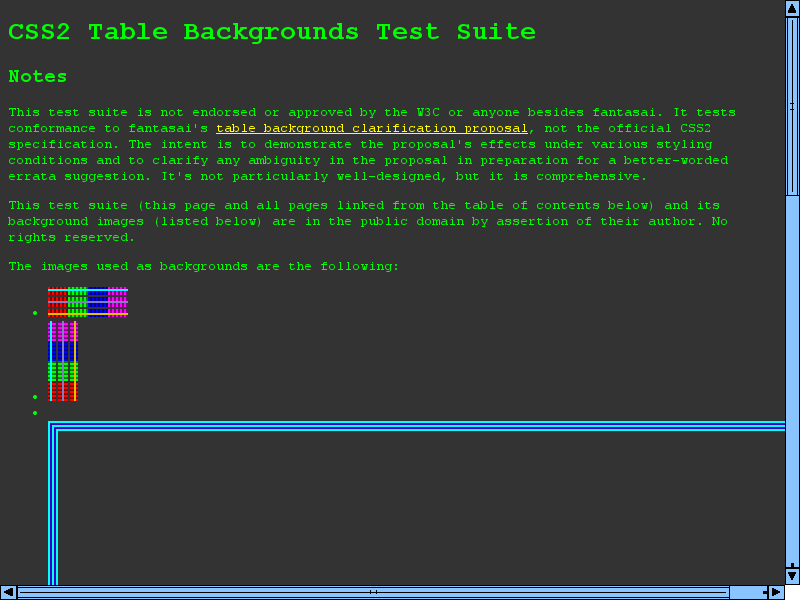 CSS2 Table Backgrounds Test Suite
Notes
This test suite is not endorsed or approved by the W3C or anyone besides fantasai. It tests
conformance to fantasai's table background clarification proposal, not the official CSS2
specification. The intent is to demonstrate the proposal's effects under various styling
conditions and to clarify any ambiguity in the proposal in preparation for a better-worded
errata suggestion. It's not particularly well-designed, but it is comprehensive.
This test suite (this page and all pages linked from the table of contents below) and its
background images (listed below) are in the public domain by assertion of their author. No
rights reserved.
The images used as backgrounds are the following: